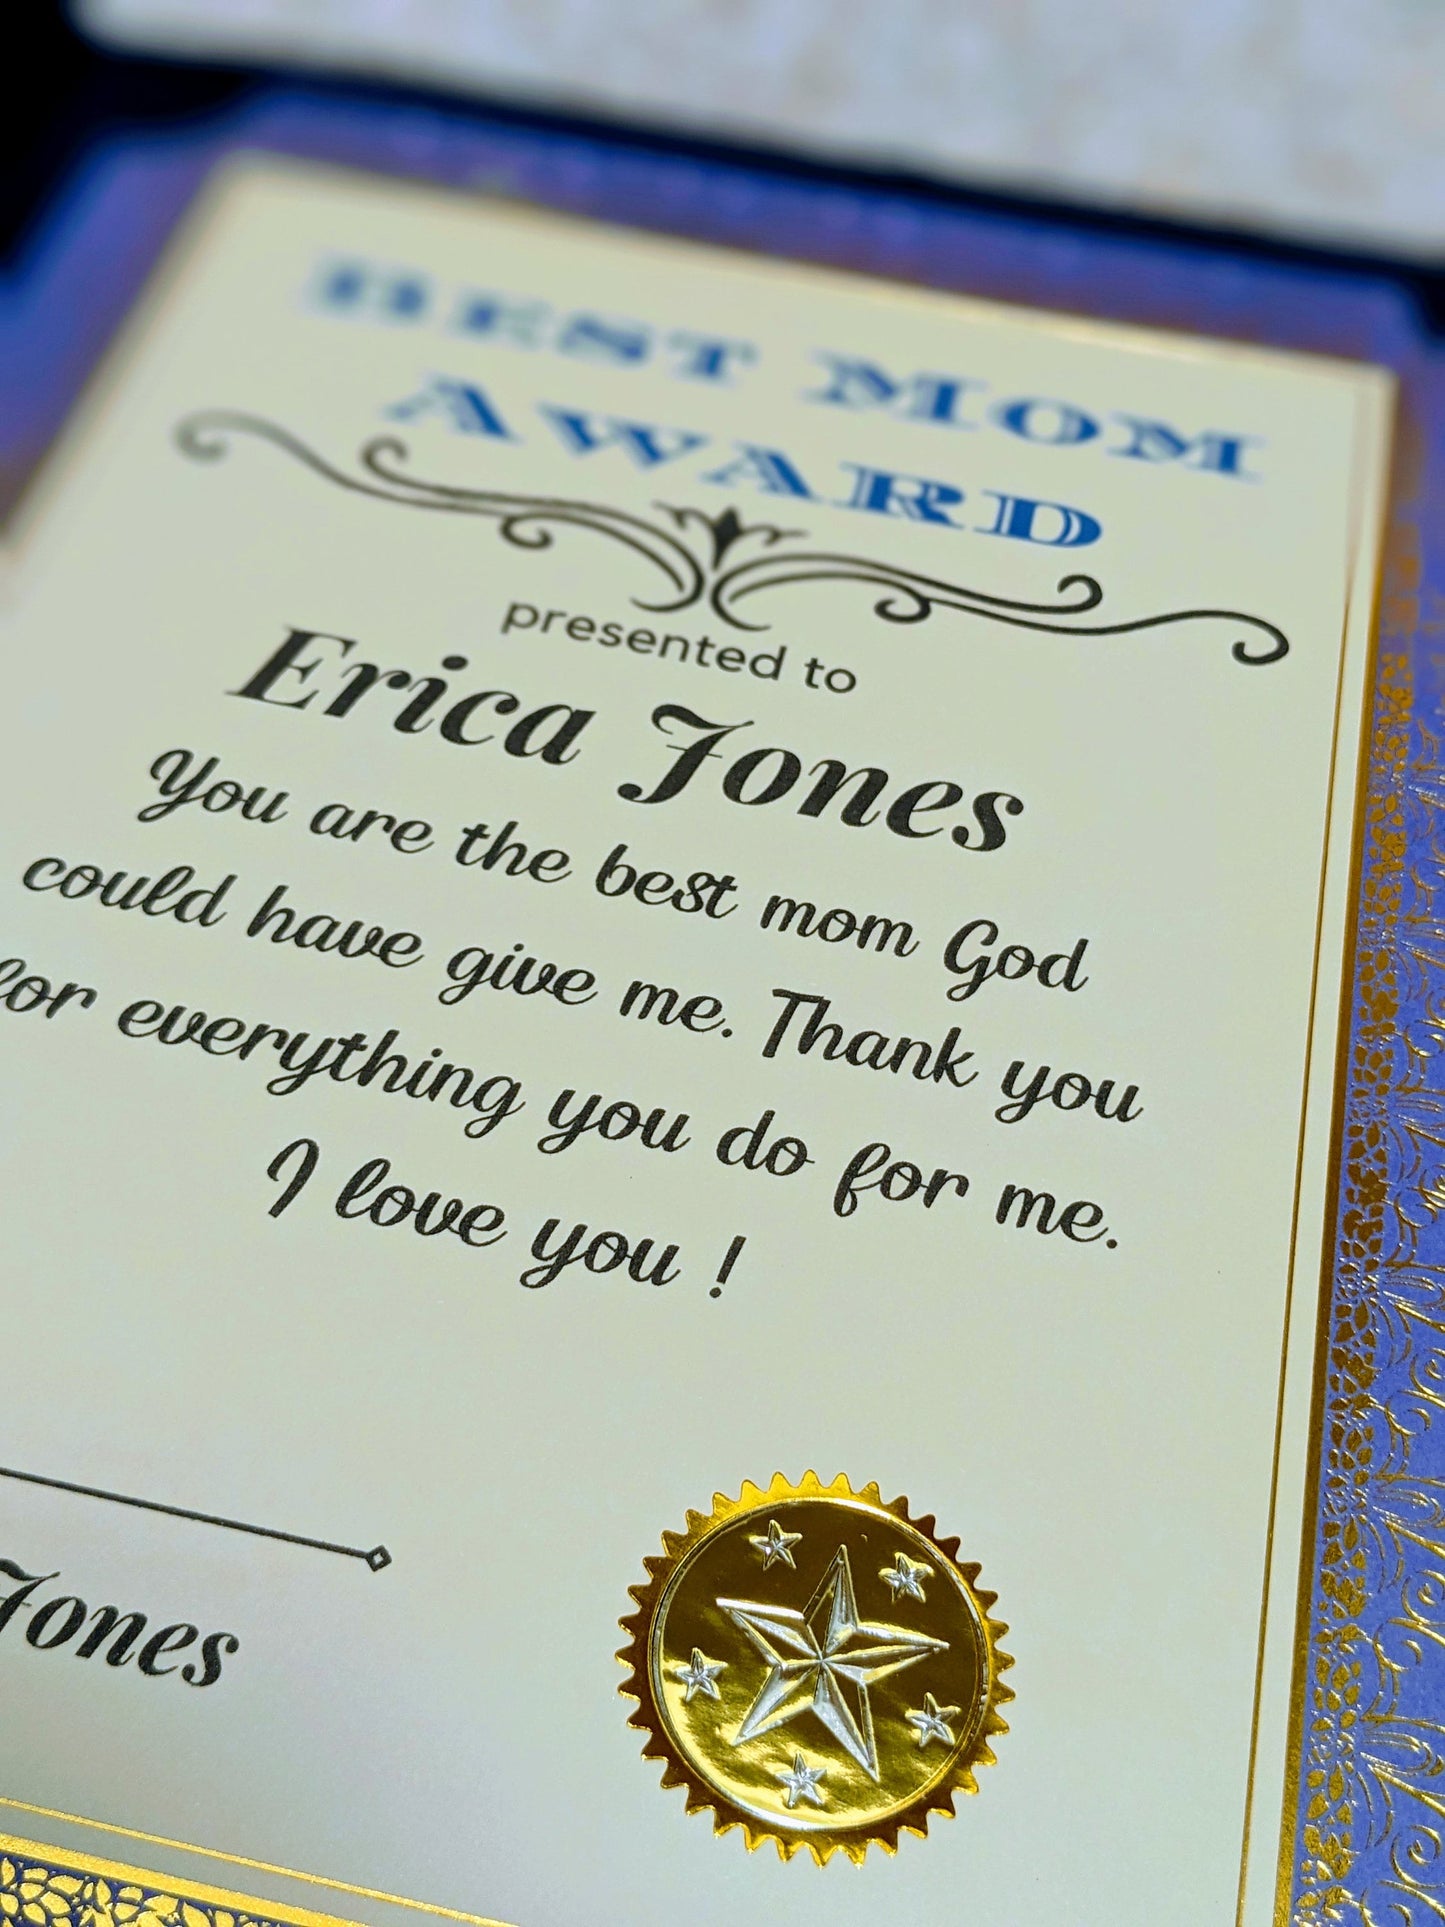 BEST MOM
AWARD
presented to
Erica Jones
You are the best mom God
could have give me. Thank you
for everything you do for me.
I love you !
Jones